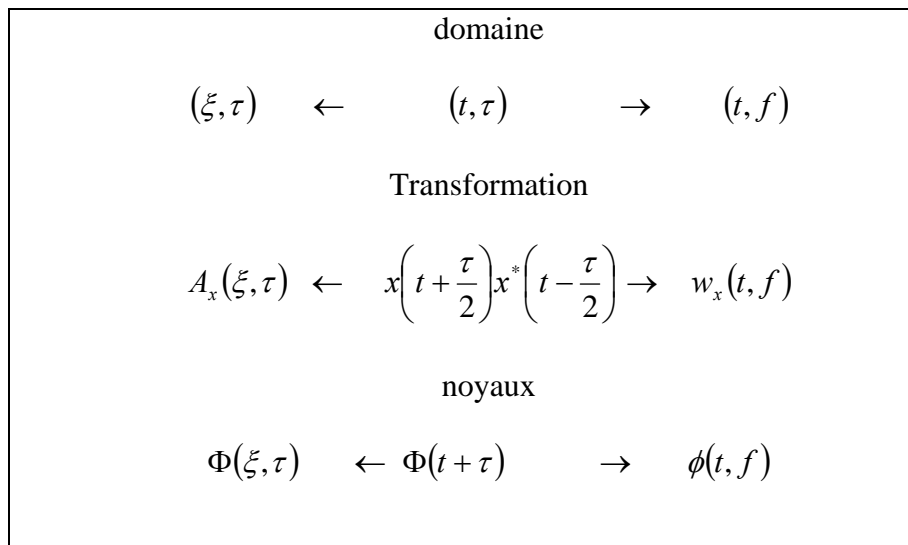 domaine
(ξ,τ) ← (t,τ) → (t,f)
Transformation
A_x(ξ,τ) ← x(t+τ/2)x*(t−τ/2) → w_x(t,f)
noyaux
Φ(ξ,τ) ← Φ(t+τ) → ϕ(t,f)